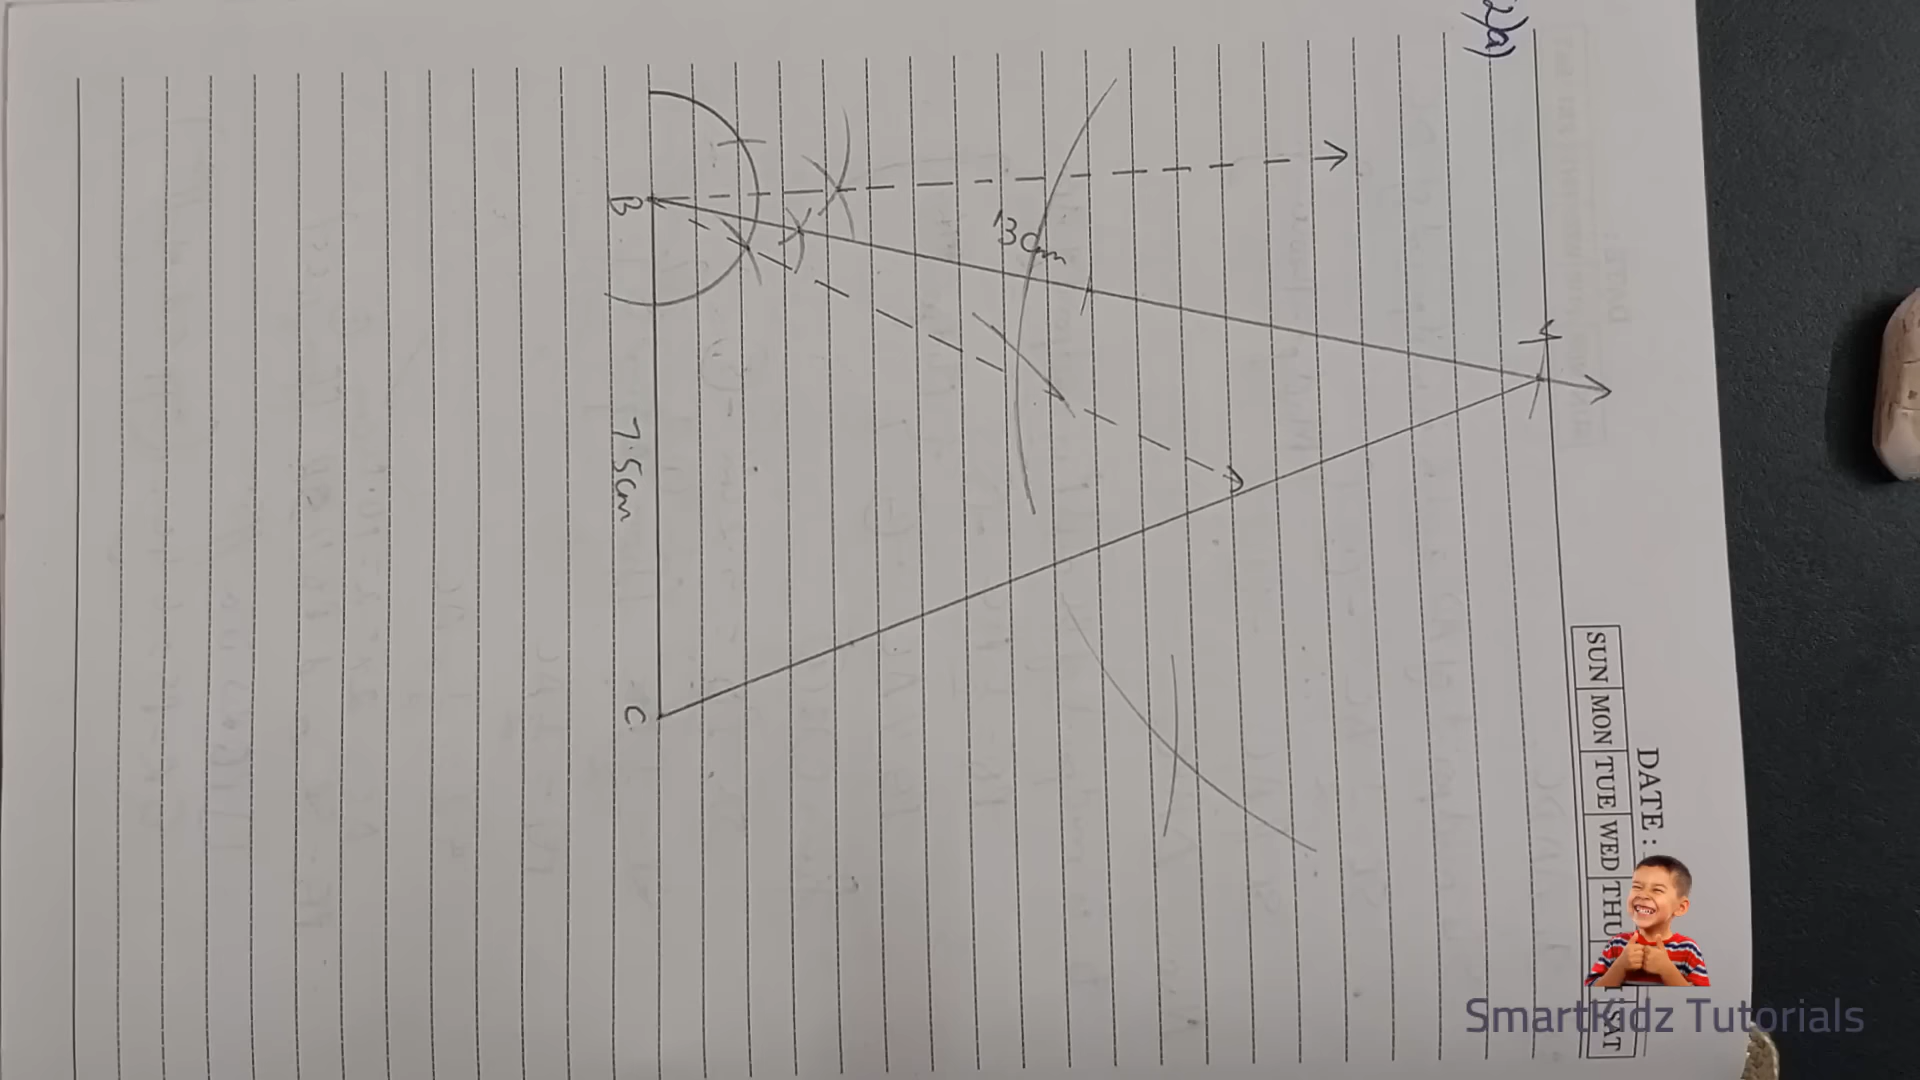 2)a)
DATE :
SUN MON TUE WED THU SAT
B
13cm
7.5cm
C
SmartKidz Tutorials